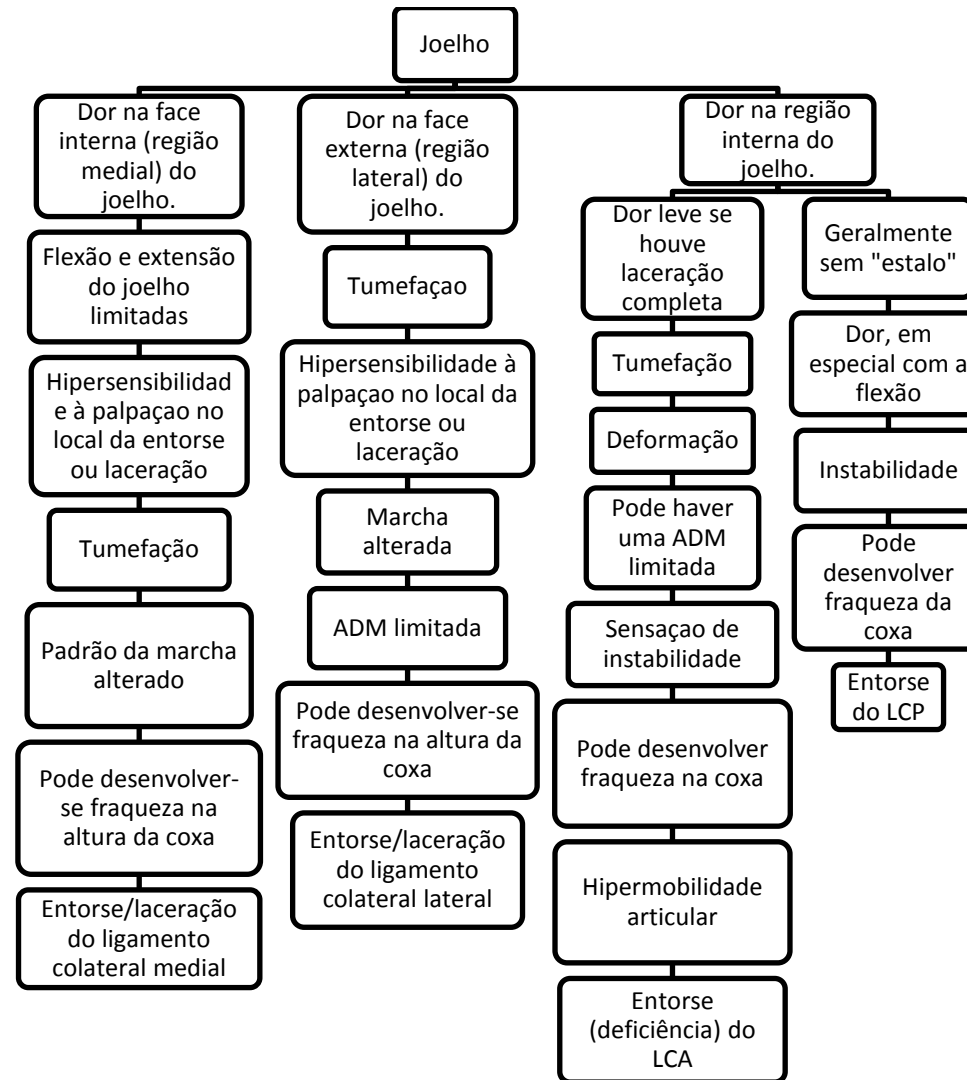 Joelho
Dor na face
interna (região
medial) do
joelho.
Flexão e extensão
do joelho
limitadas
Hipersensibilidad
e à palpaçao no
local da entorse
ou laceração
Tumefação
Padrão da marcha
alterado
Pode desenvolver-
se fraqueza na
altura da coxa
Entorse/laceração
do ligamento
colateral medial
Dor na face
externa (região
lateral) do
joelho.
Tumefaçao
Hipersensibilidade à
palpaçao no local da
entorse ou
laceração
Marcha
alterada
ADM limitada
Pode desenvolver-se
fraqueza na altura da
coxa
Entorse/laceração
do ligamento
colateral lateral
Dor na região
interna do
joelho.
Dor leve se
houve
laceração
completa
Tumefação
Deformação
Pode haver
uma ADM
limitada
Sensaçao de
instabilidade
Pode desenvolver
fraqueza na coxa
Hipermobilidade
articular
Entorse
(deficiência) do
LCA
Geralmente
sem "estalo"
Dor, em
especial com a
flexão
Instabilidade
Pode
desenvolver
fraqueza da
coxa
Entorse
do LCP